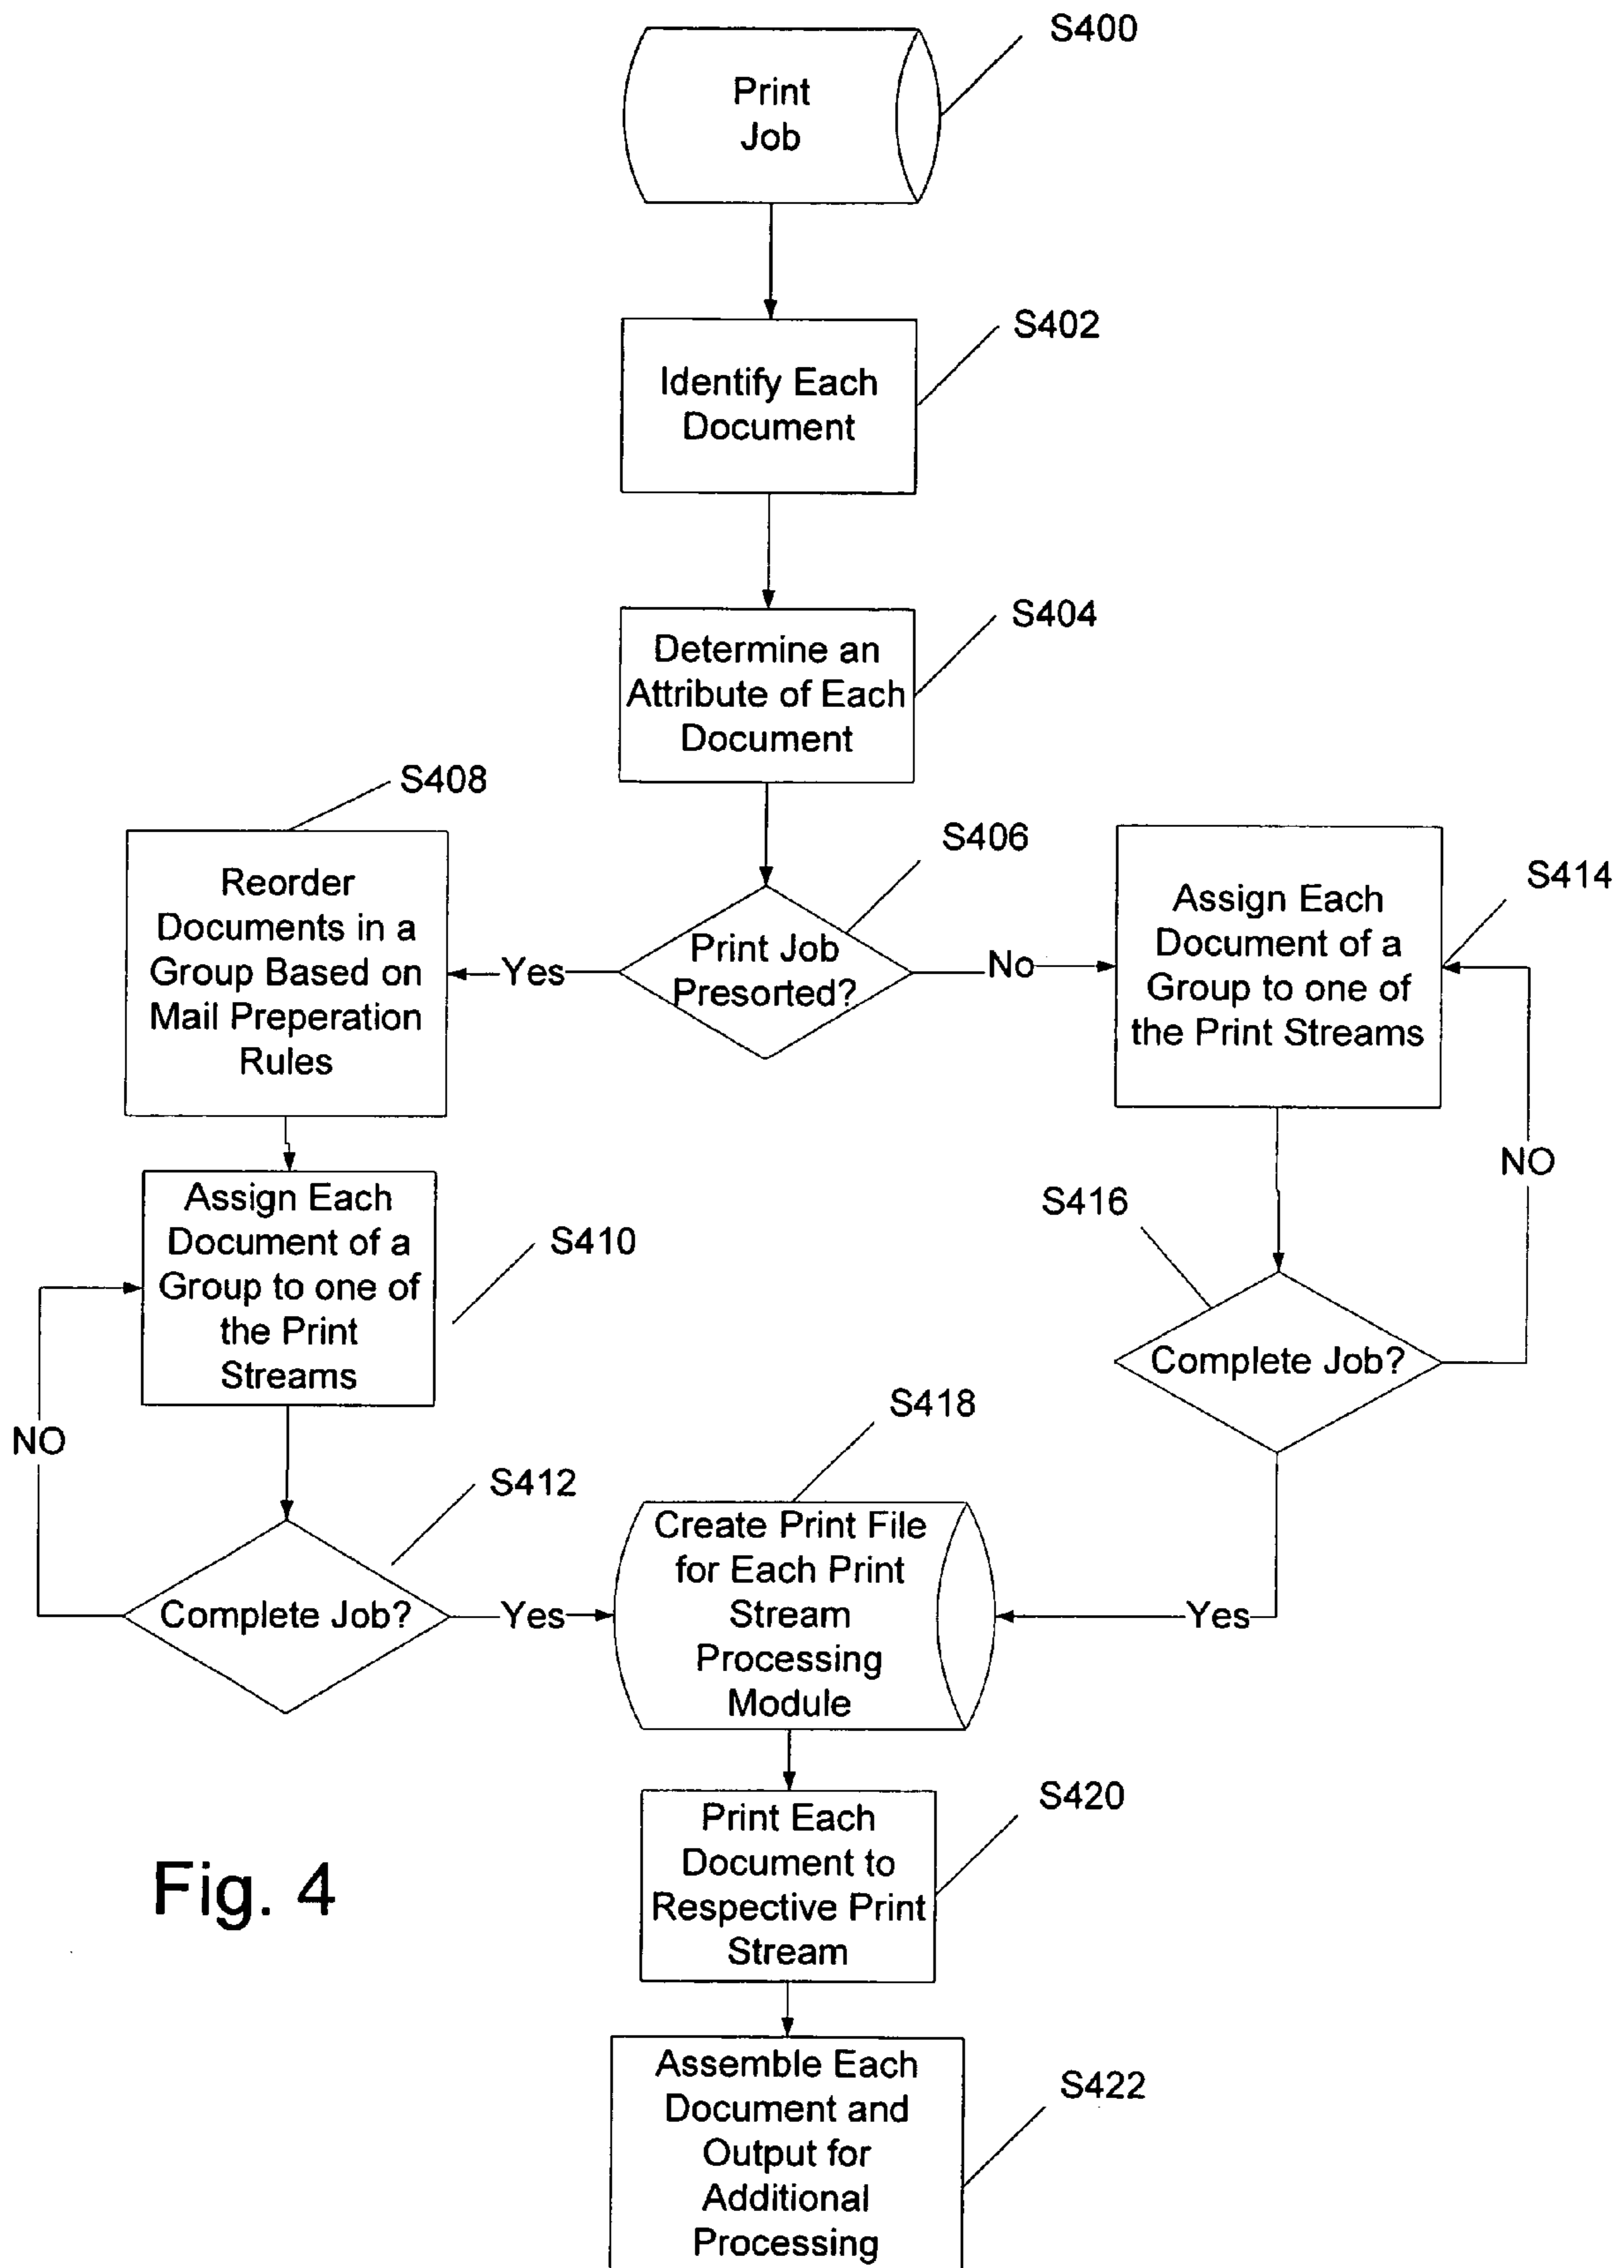 S400
Print
Job
S402
Identify Each
Document
S404
Determine an
Attribute of Each
Document
S408
S406
S414
Reorder
Documents in a
Group Based on
Mail Preperation
Rules
Yes
Print Job
Presorted?
No
Assign Each
Document of a
Group to one of
the Print Streams
NO
S416
Assign Each
Document of a
Group to one of
the Print
Streams
S410
Complete Job?
S418
NO
S412
Complete Job?
Yes
Create Print File
for Each Print
Stream
Processing
Module
Yes
S420
Print Each
Document to
Respective Print
Stream
Fig. 4
S422
Assemble Each
Document and
Output for
Additional
Processing